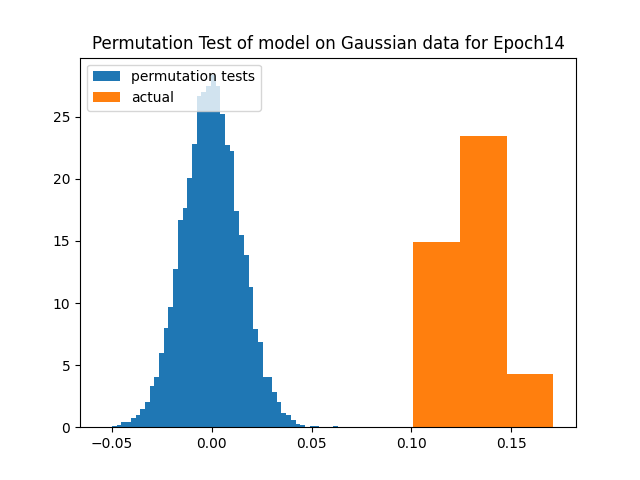 Permutation Test of model on Gaussian data for Epoch14
permutation tests
actual
25
20
15
10
5
0
−0.05 0.00 0.05 0.10 0.15